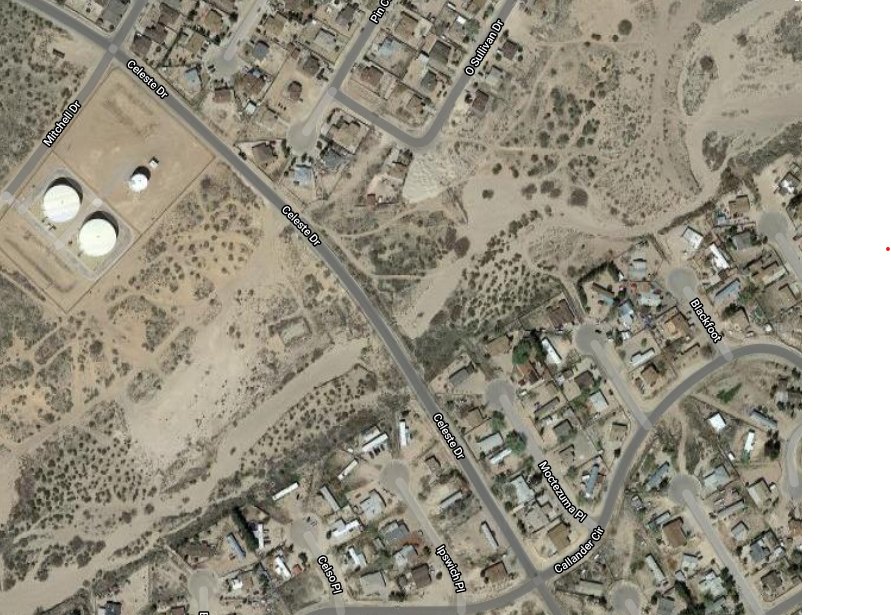 Pin C
O Sullivan Dr
Celeste Dr
Mitchell Dr
Celeste Dr
Blackfoot
Celeste Dr
Moctezuma Pl
Callander Cir
Ipswich Pl
Celso Pl